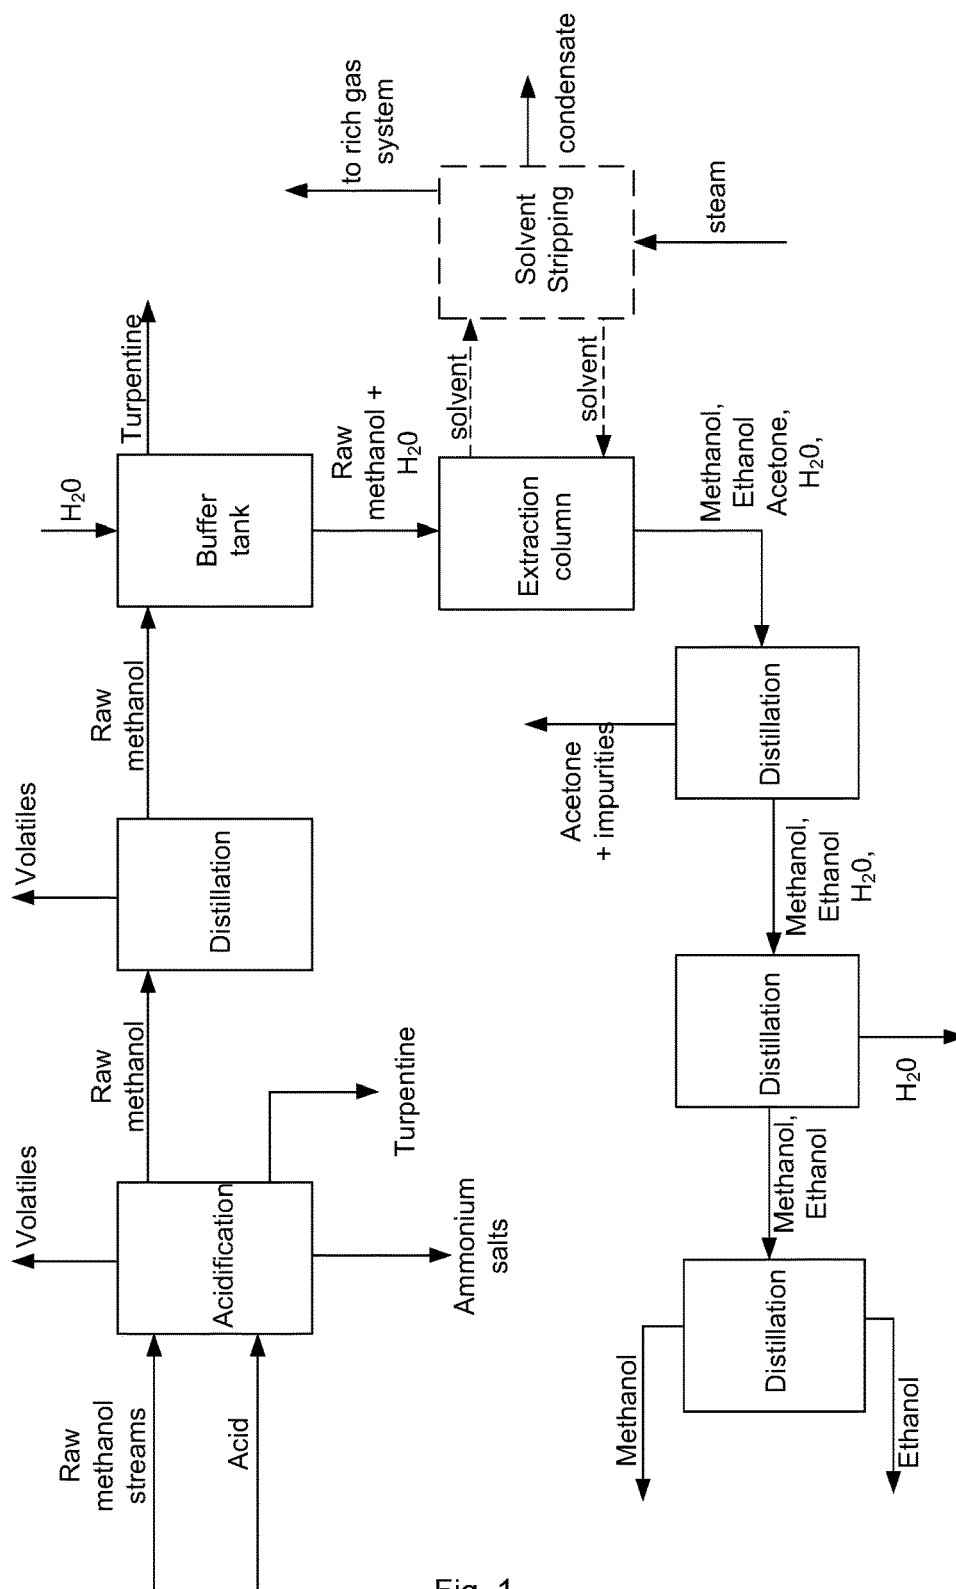 Raw
methanol
streams
Acid
Volatiles
Acidification
Ammonium
salts
Turpentine
Raw
methanol
Volatiles
Distillation
Raw
methanol
H₂0
Buffer
tank
Turpentine
Raw
methanol +
H₂0
Extraction
column
solvent
solvent
Solvent
Stripping
to rich gas
system
condensate
steam
Methanol,
Ethanol
Acetone,
H₂0,
Distillation
Acetone
+ impurities
Methanol,
Ethanol
H₂0,
Distillation
H₂0
Methanol,
Ethanol
Distillation
Methanol
Ethanol
Fig. 1